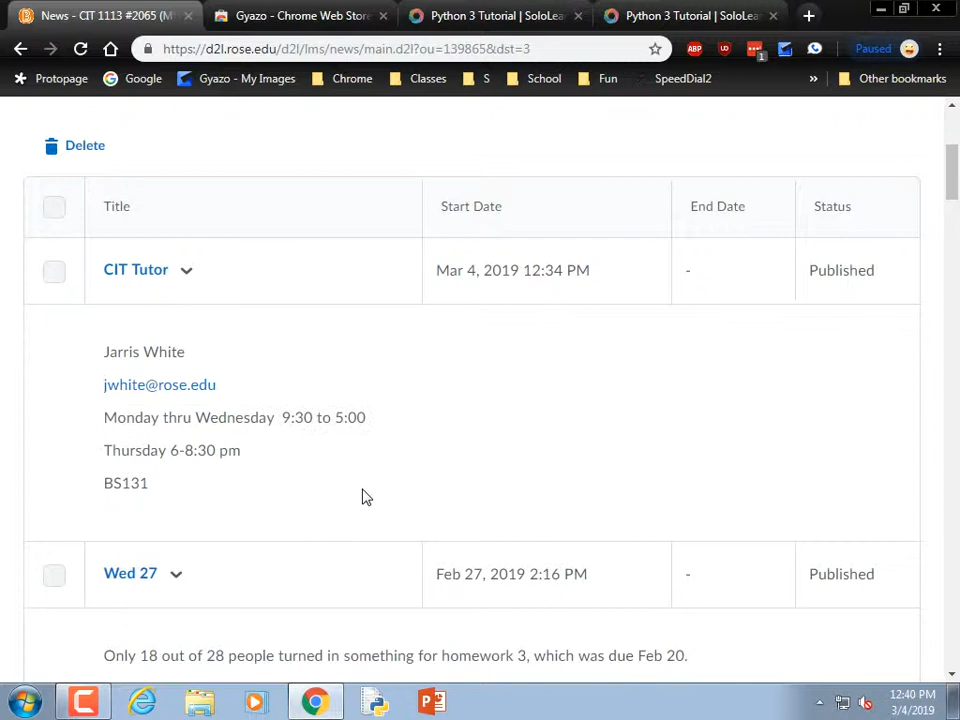 News - CIT 1113 #2065 (M
Gyazo - Chrome Web Store
Python 3 Tutorial | SoloLea
Python 3 Tutorial | SoloLea
https://d2l.rose.edu/d2l/lms/news/main.d2l?ou=139865&dst=3
ABP
UO
1
Paused
Protopage
Google
Gyazo - My Images
Chrome
Classes
S
School
Fun
SpeedDial2
»
Other bookmarks
Delete
Title
Start Date
End Date
Status
CIT Tutor
Mar 4, 2019 12:34 PM
-
Published
Jarris White
jwhite@rose.edu
Monday thru Wednesday 9:30 to 5:00
Thursday 6-8:30 pm
BS131
Wed 27
Feb 27, 2019 2:16 PM
-
Published
Only 18 out of 28 people turned in something for homework 3, which was due Feb 20.
12:40 PM
3/4/2019